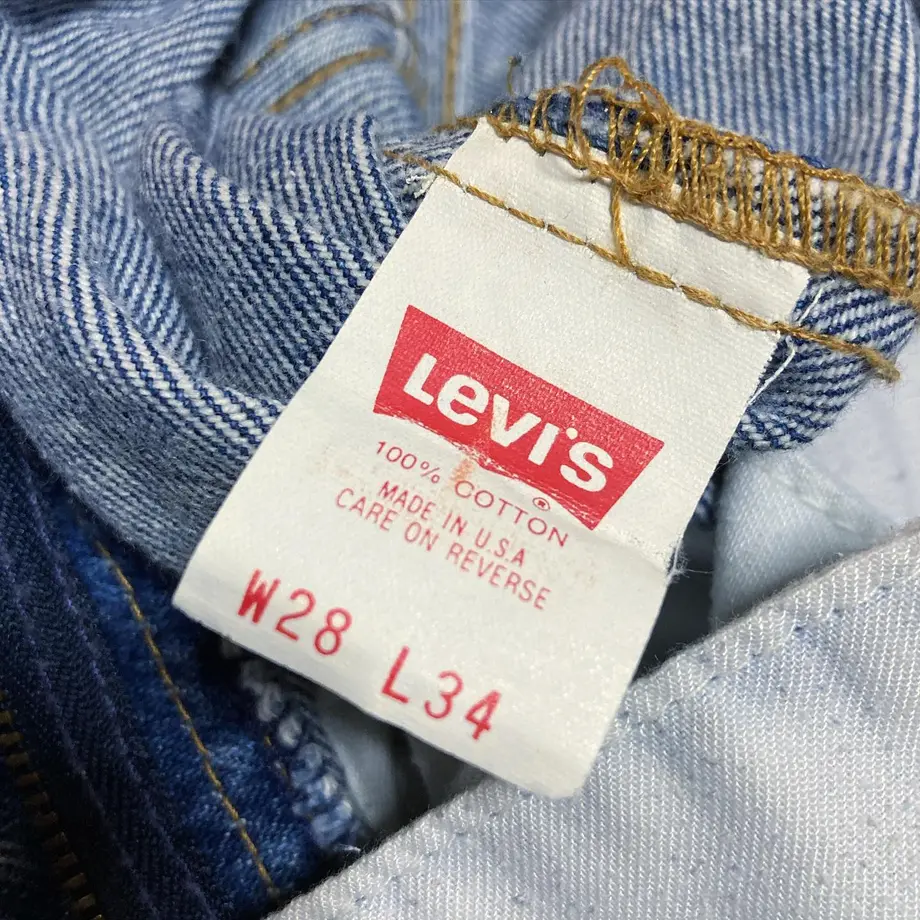 Levi's
100% COTTON ®
MADE IN U.S.A
CARE ON REVERSE
W28 L34